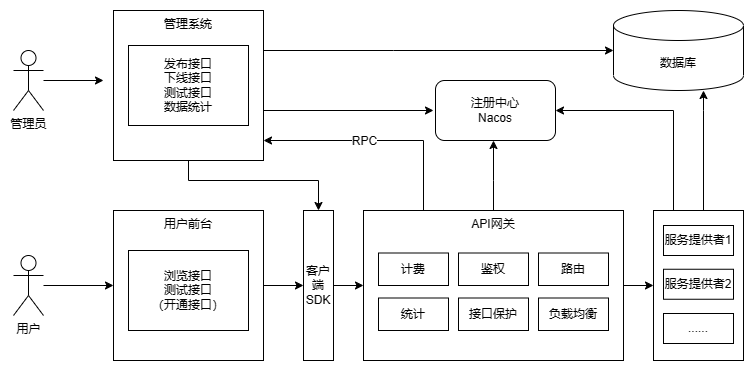 管理系统
发布接口
下线接口
测试接口
数据统计
管理员
数据库
注册中心
Nacos
RPC
用户前台
浏览接口
测试接口
(开通接口)
用户
客户
端
SDK
API网关
计费
鉴权
路由
统计
接口保护
负载均衡
服务提供者1
服务提供者2
......